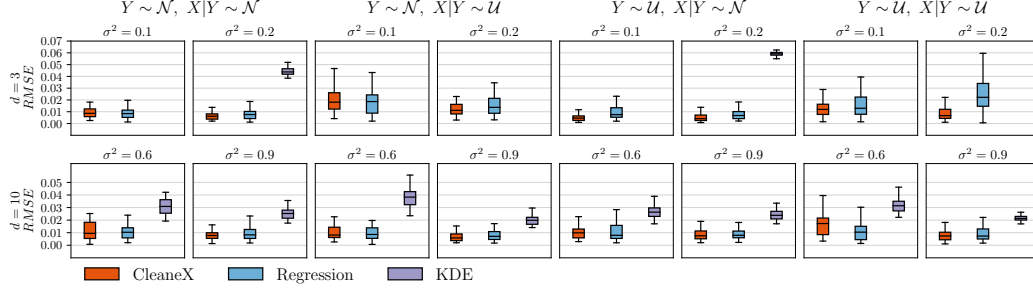 Y ∼ 𝒩, X|Y ∼ 𝒩 Y ∼ 𝒩, X|Y ∼ 𝒰 Y ∼ 𝒰, X|Y ∼ 𝒩 Y ∼ 𝒰, X|Y ∼ 𝒰
σ² = 0.1 σ² = 0.2 σ² = 0.1 σ² = 0.2 σ² = 0.1 σ² = 0.2 σ² = 0.1 σ² = 0.2
d = 3
RMSE
0.07
0.06
0.05
0.04
0.03
0.02
0.01
0.00
σ² = 0.6 σ² = 0.9 σ² = 0.6 σ² = 0.9 σ² = 0.6 σ² = 0.9 σ² = 0.6 σ² = 0.9
d = 10
RMSE
0.05
0.04
0.03
0.02
0.01
0.00
CleaneX Regression KDE